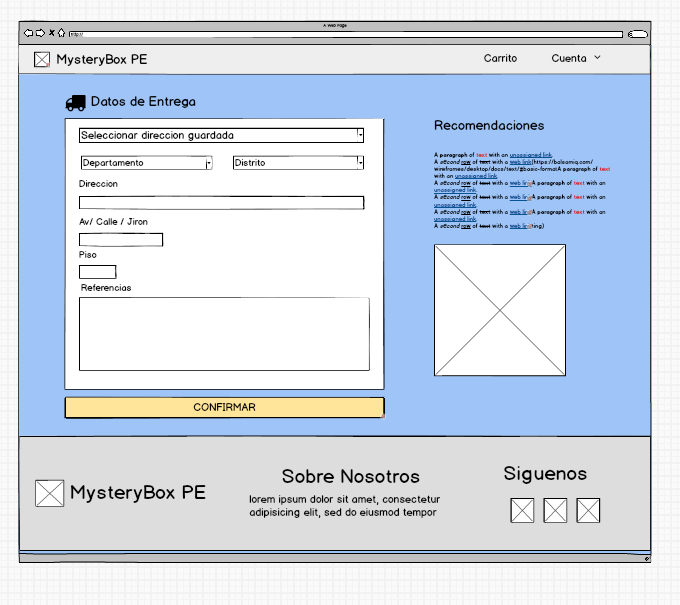 A Web Page
http://
MysteryBox PE
Carrito
Cuenta
Datos de Entrega
Seleccionar direccion guardada
Departamento
Distrito
Direccion
Av/ Calle / Jiron
Piso
Referencias
CONFIRMAR
Recomendaciones
A paragraph of text with an unassigned link.
A second row of text with a web link(https://balsamiq.com/
wireframes/desktop/docs/text/#basic-formatA paragraph of text
with an unassigned link.
A second row of text with a web linjA paragraph of text with an
unassigned link.
A second row of text with a web
A paragraph of text with an
unassigned link.
A second row of text with a web
A paragraph of text with an
unassigned link.
A second row of text with a web
ting)
MysteryBox PE
Sobre Nosotros
lorem ipsum dolor sit amet, consectetur
adipisicing elit, sed do eiusmod tempor
Siguenos